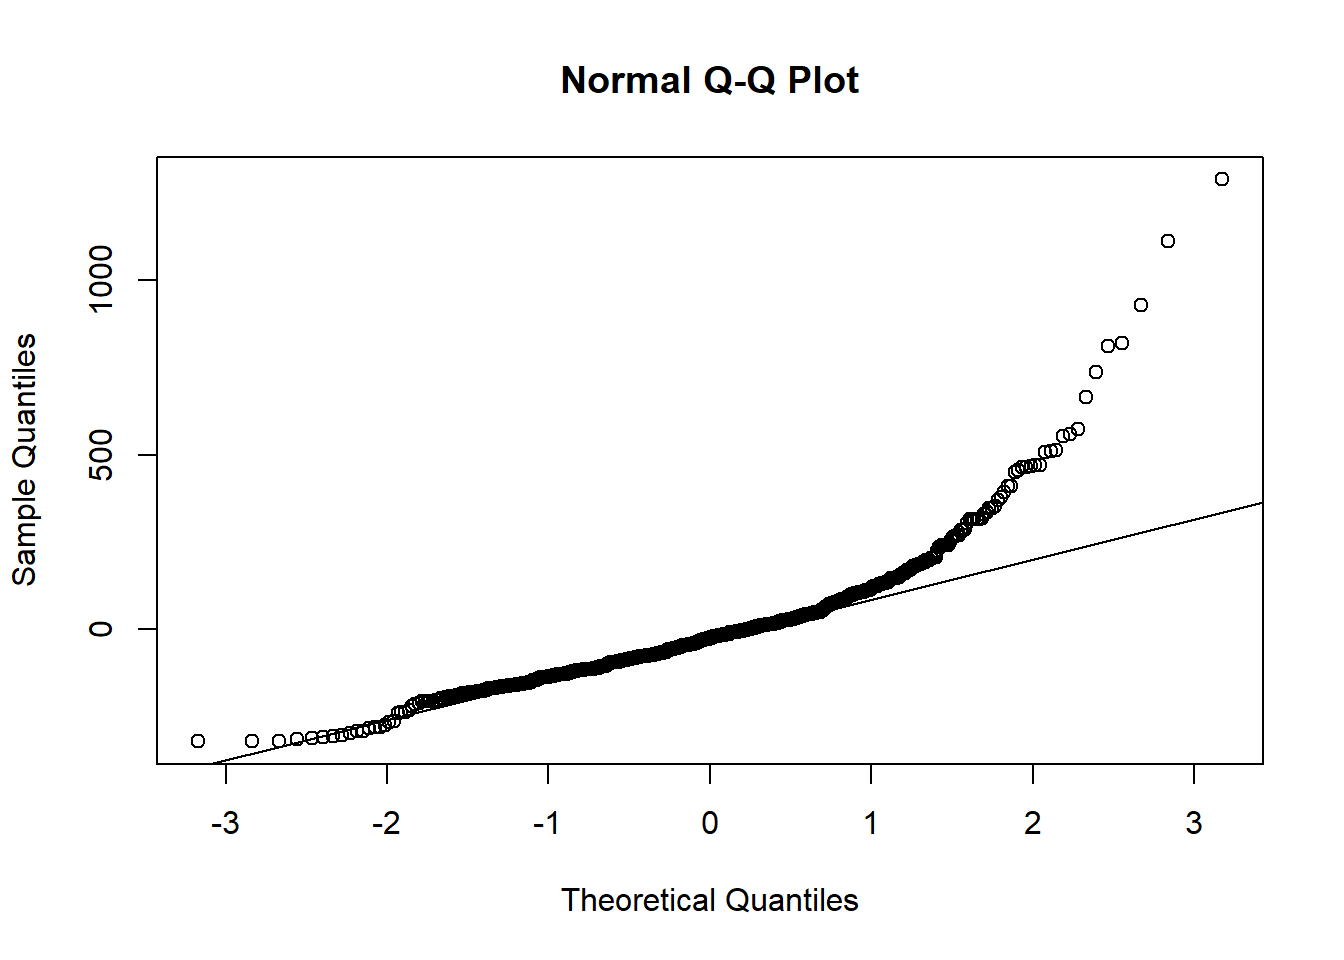 Normal Q-Q Plot
Sample Quantiles
1000
500
0
-3 -2 -1 0 1 2 3
Theoretical Quantiles